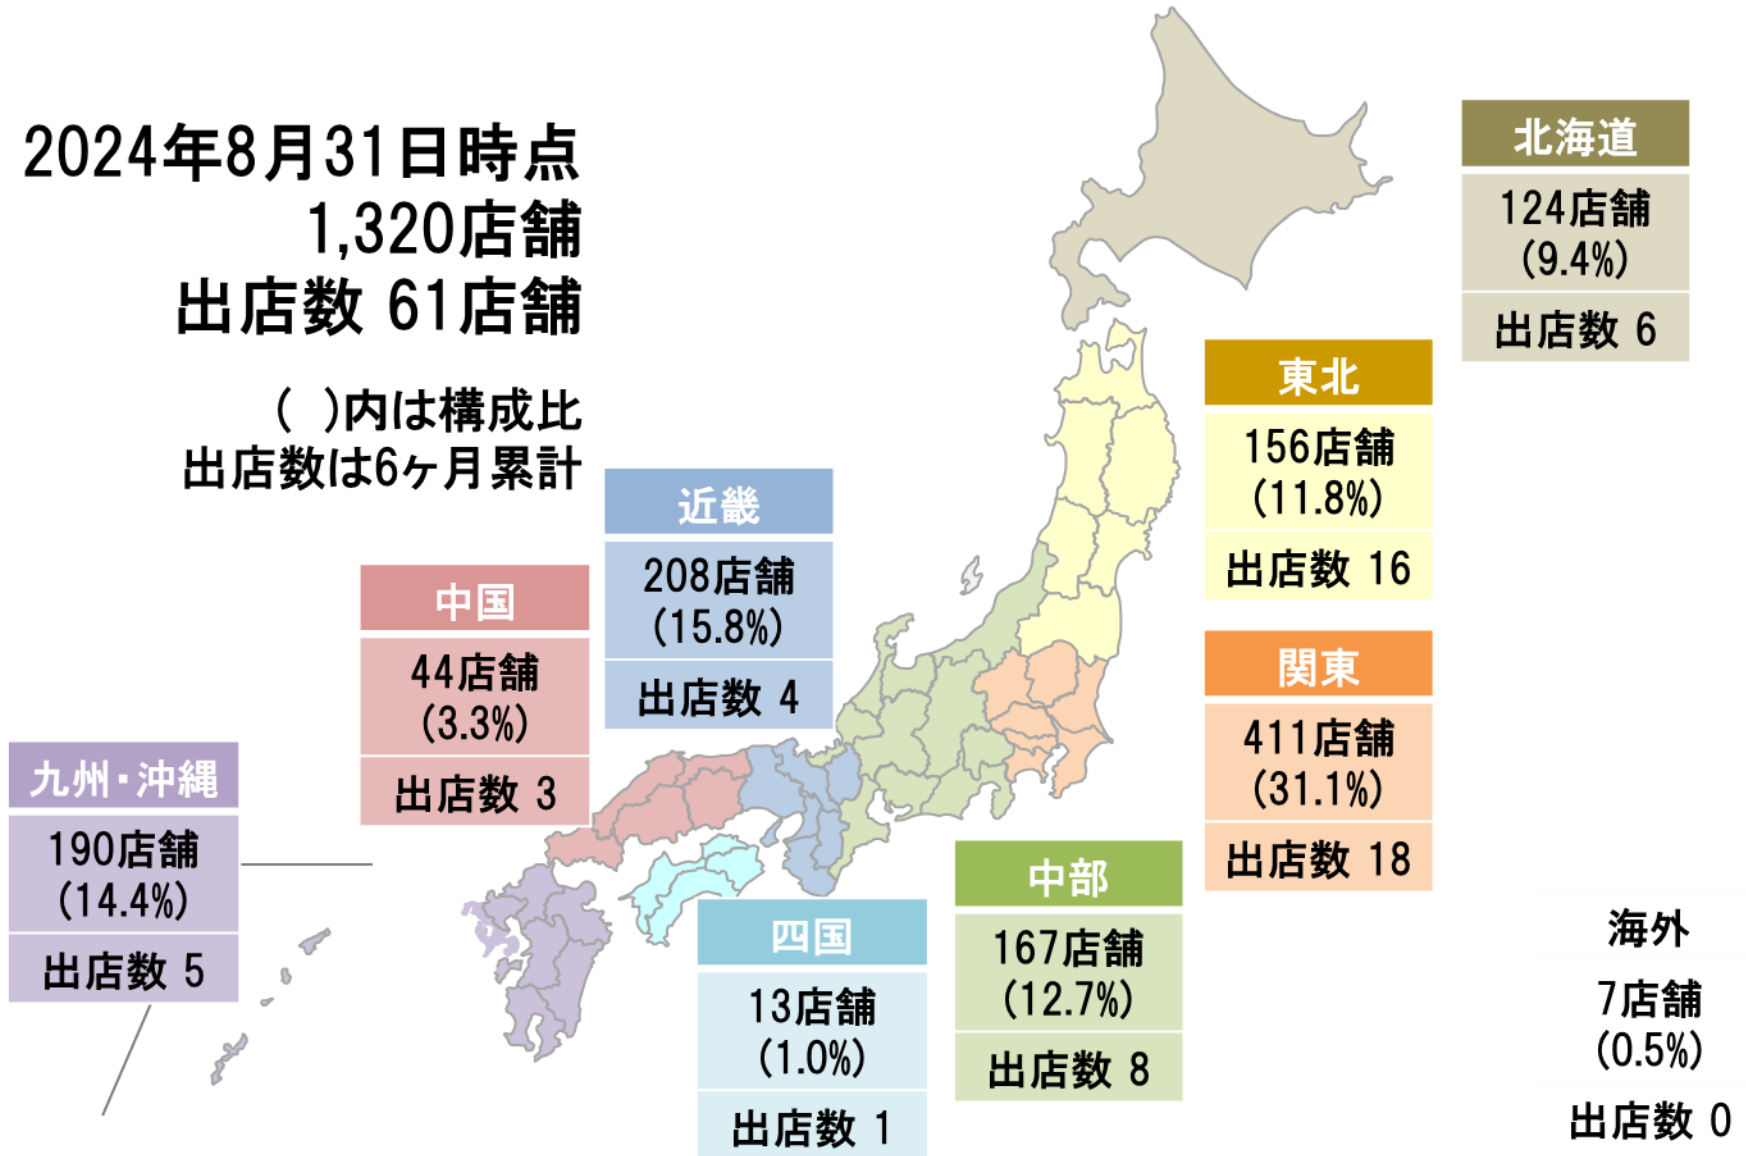 2024年8月31日時点
1,320店舗
出店数 61店舗
( )内は構成比
出店数は6ヶ月累計
北海道
124店舗
(9.4%)
出店数 6
東北
156店舗
(11.8%)
出店数 16
関東
411店舗
(31.1%)
出店数 18
近畿
208店舗
(15.8%)
出店数 4
中国
44店舗
(3.3%)
出店数 3
九州・沖縄
190店舗
(14.4%)
出店数 5
四国
13店舗
(1.0%)
出店数 1
中部
167店舗
(12.7%)
出店数 8
海外
7店舗
(0.5%)
出店数 0